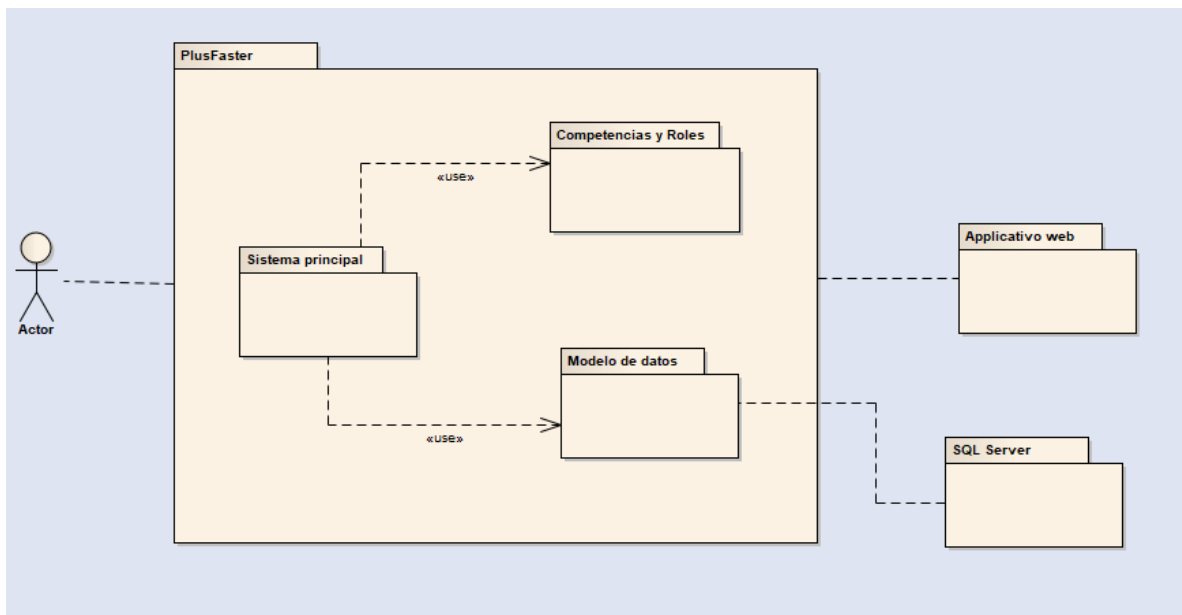 PlusFaster
Competencias y Roles
«use»
Sistema principal
Applicativo web
Actor
Modelo de datos
«use»
SQL Server